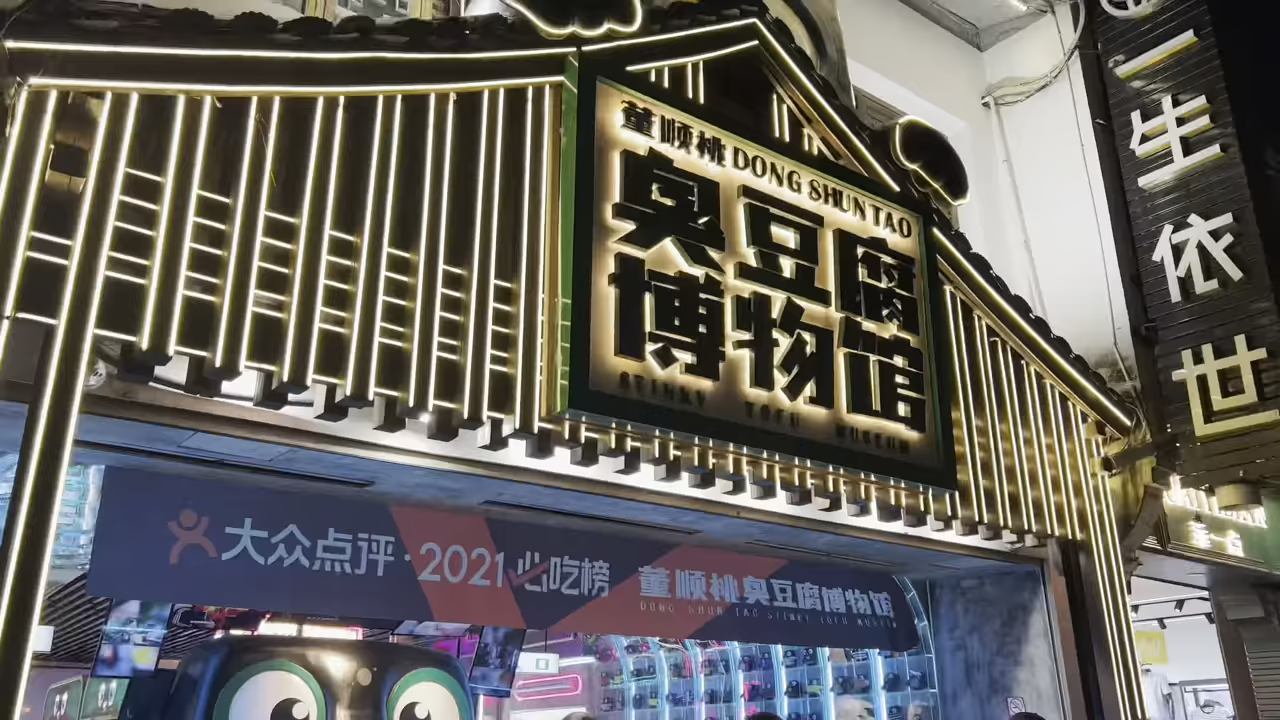 董顺桃 DONG SHUN TAO
臭豆腐
博物馆
STINKY TOFU MUSEUM
大众点评·2021必吃榜 董顺桃臭豆腐博物馆
DONG SHUN TAO STINKY TOFU MUSEUM
一生依世